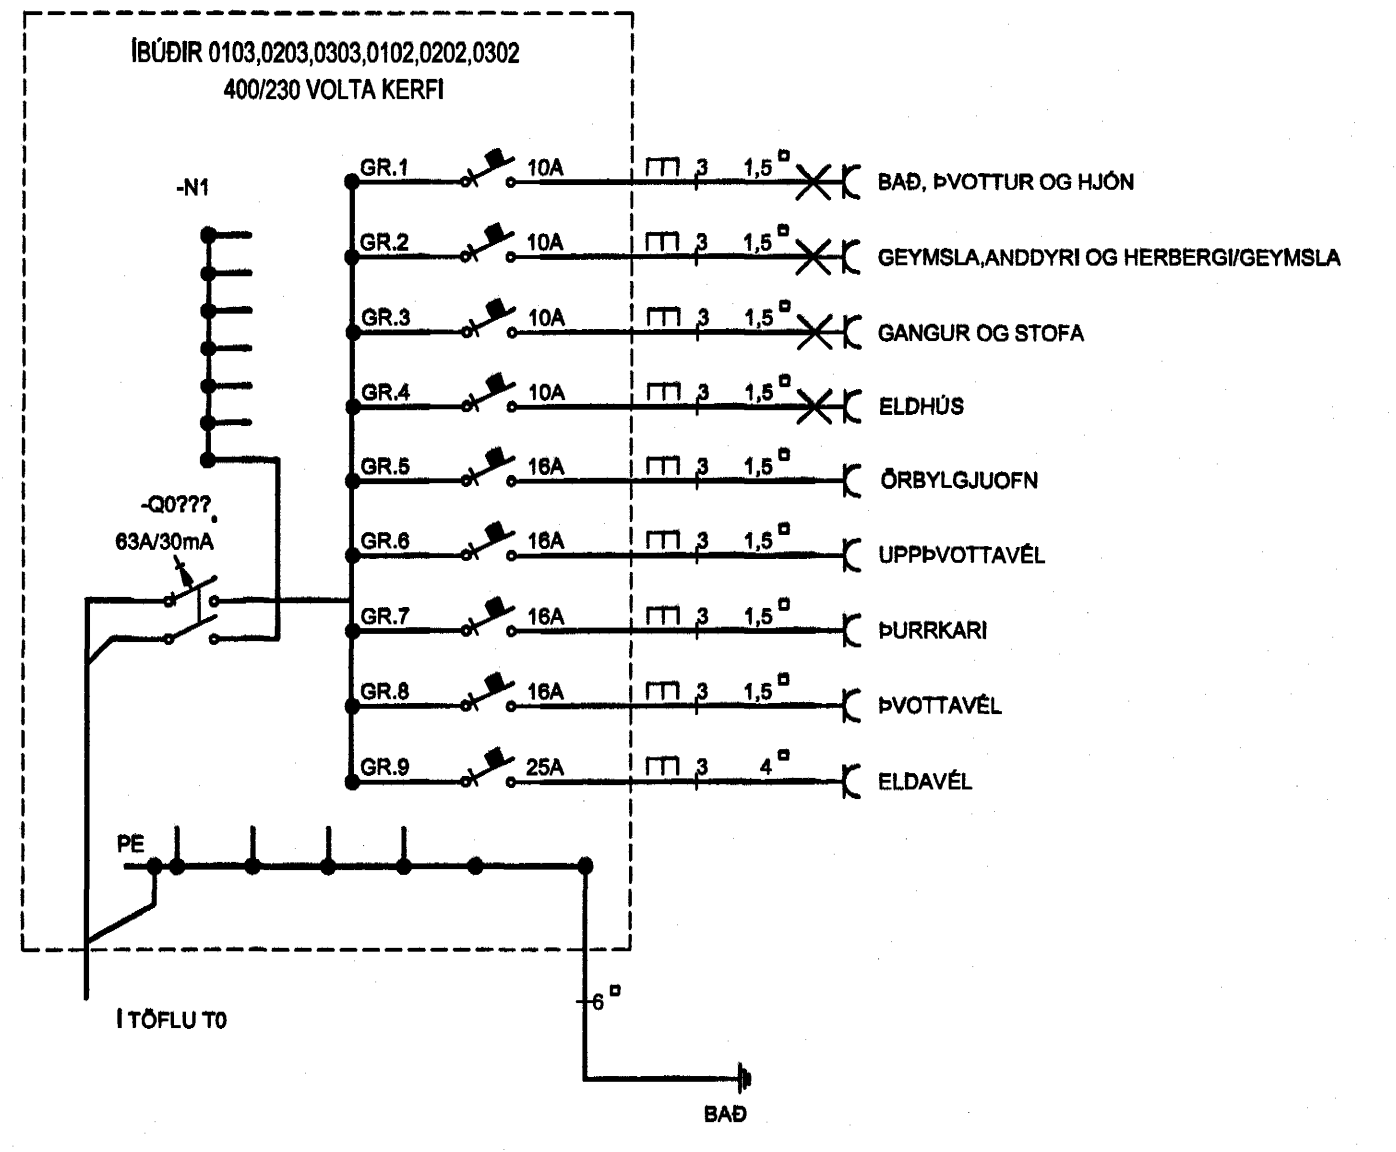 ÍBÚÐIR 0103,0203,0303,0102,0202,0302
400/230 VOLTA KERFI
-N1
GR.1 10A 3 1,5 BAÐ, ÞVOTTUR OG HJÓN
GR.2 10A 3 1,5 GEYMSLA,ANDDYRI OG HERBERGI/GEYMSLA
GR.3 10A 3 1,5 GANGUR OG STOFA
GR.4 10A 3 1,5 ELDHÚS
GR.5 16A 3 1,5 ÖRBYLGJUOFN
-Q0???
63A/30mA
GR.6 16A 3 1,5 UPPÞVOTTAVÉL
GR.7 16A 3 1,5 ÞURRKARI
GR.8 16A 3 1,5 ÞVOTTAVÉL
GR.9 25A 3 4 ELDAVÉL
PE
6
Í TÖFLU T0
BAÐ